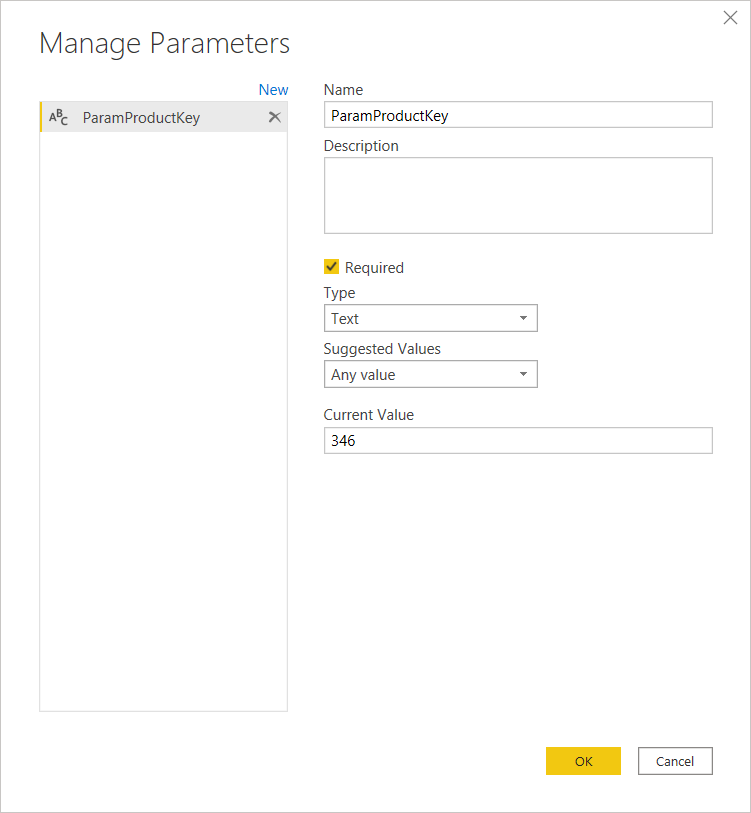 Manage Parameters
New
ABC ParamProductKey
Name
ParamProductKey
Description
Required
Type
Text
Suggested Values
Any value
Current Value
346
OK Cancel